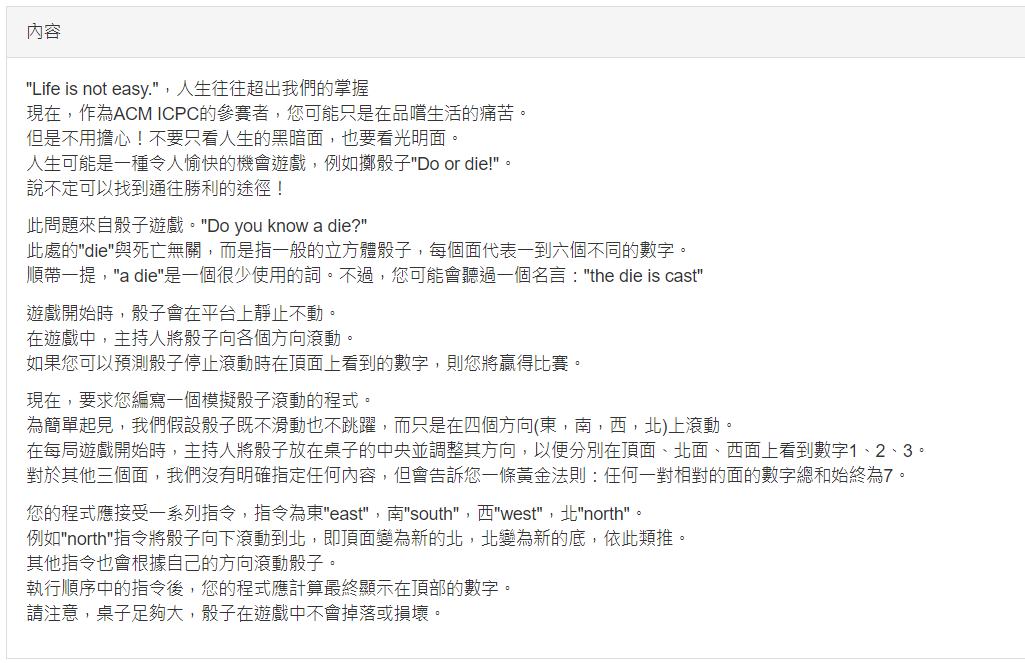 內容
"Life is not easy."，人生往往超出我們的掌握
現在，作為ACM ICPC的參賽者，您可能只是在品嚐生活的痛苦。
但是不用擔心！不要只看人生的黑暗面，也要看光明面。
人生可能是一種令人愉快的機會遊戲，例如擲骰子"Do or die!"。
說不定可以找到通往勝利的途徑！
此問題來自骰子遊戲。"Do you know a die?"
此處的"die"與死亡無關，而是指一般的立方體骰子，每個面代表一到六個不同的數字。
順帶一提，"a die"是一個很少使用的詞。不過，您可能會聽過一個名言："the die is cast"
遊戲開始時，骰子會在平台上靜止不動。
在遊戲中，主持人將骰子向各個方向滾動。
如果您可以預測骰子停止滾動時在頂面上看到的數字，則您將贏得比賽。
現在，要求您編寫一個模擬骰子滾動的程式。
為簡單起見，我們假設骰子既不滑動也不跳躍，而只是在四個方向(東，南，西，北)上滾動。
在每局遊戲開始時，主持人將骰子放在桌子的中央並調整其方向，以便分別在頂面、北面、西面上看到數字1、2、3。
對於其他三個面，我們沒有明確指定任何內容，但會告訴您一條黃金法則：任何一對相對的面的數字總和始終為7。
您的程式應接受一系列指令，指令為東"east"，南"south"，西"west"，北"north"。
例如"north"指令將骰子向下滾動到北，即頂面變為新的北，北變為新的底，依此類推。
其他指令也會根據自己的方向滾動骰子。
執行順序中的指令後，您的程式應計算最終顯示在頂部的數字。
請注意，桌子足夠大，骰子在遊戲中不會掉落或損壞。